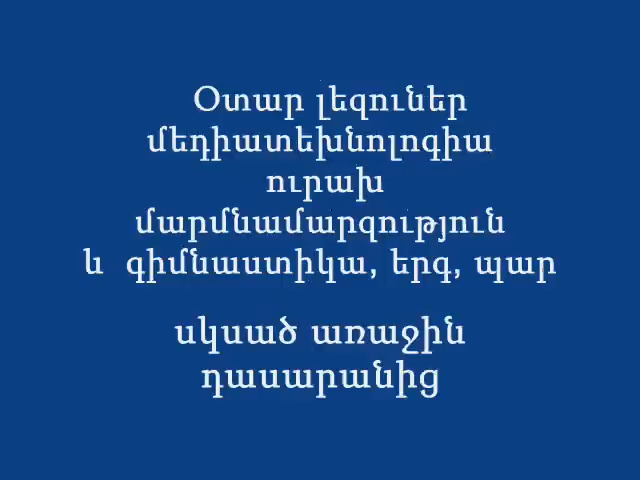 Օտար լեզուներ
մեդիատեխնոլոգիա
ուրախ
մարմնամարզություն
և գիմնաստիկա, երգ, պար
սկսած առաջին
դասարանից